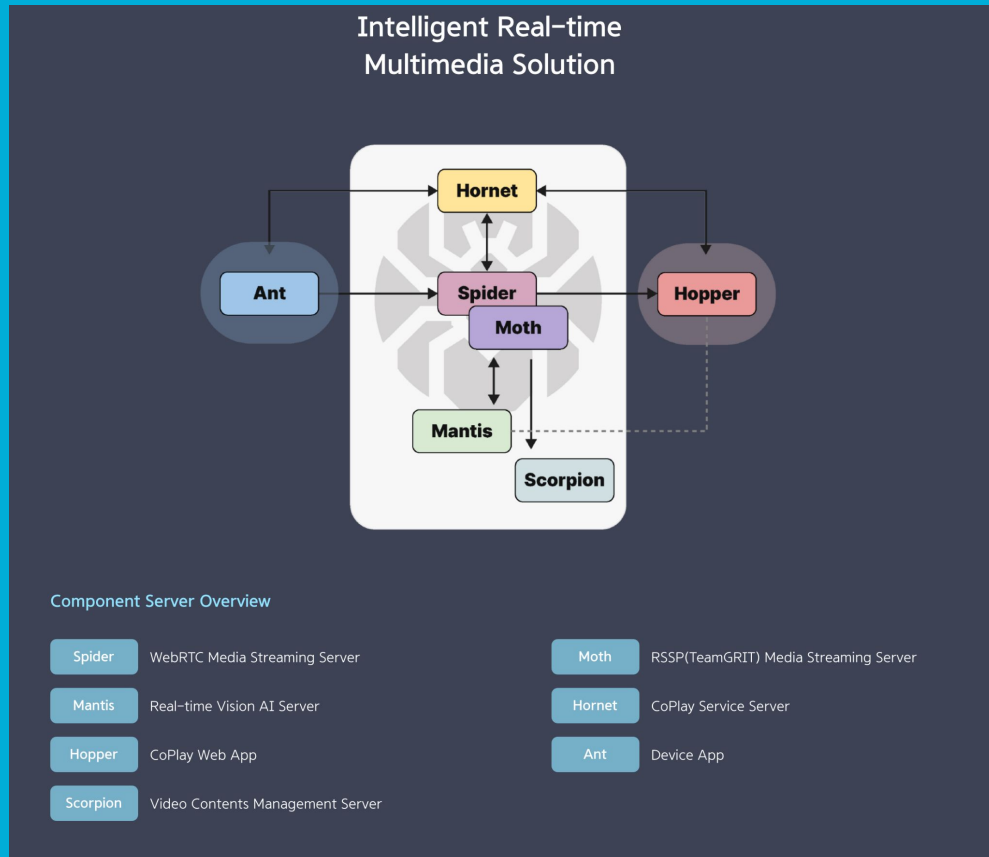 Intelligent Real-time
Multimedia Solution
Hornet
Ant
Spider
Hopper
Moth
Mantis
Scorpion
Component Server Overview
Spider WebRTC Media Streaming Server
Moth RSSP(TeamGRIT) Media Streaming Server
Mantis Real-time Vision AI Server
Hornet CoPlay Service Server
Hopper CoPlay Web App
Ant Device App
Scorpion Video Contents Management Server